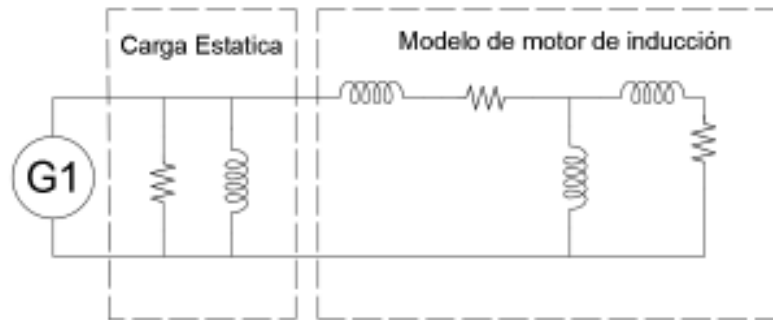 Carga Estatica
Modelo de motor de inducción
G1